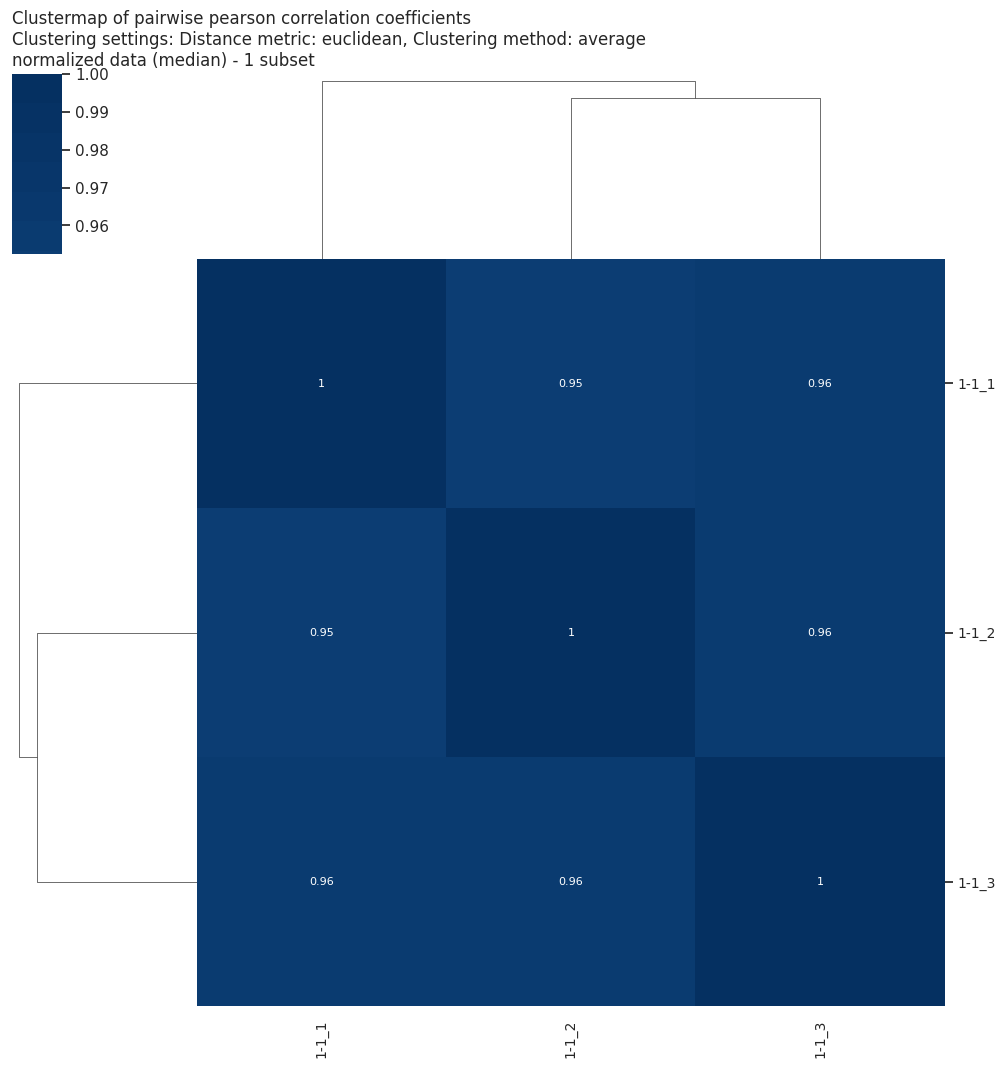 Clustermap of pairwise pearson correlation coefficients
Clustering settings: Distance metric: euclidean, Clustering method: average
normalized data (median) - 1 subset
1.00
0.99
0.98
0.97
0.96
1 0.95 0.96 1-1_1
0.95 1 0.96 1-1_2
0.96 0.96 1 1-1_3
1-1_1 1-1_2 1-1_3